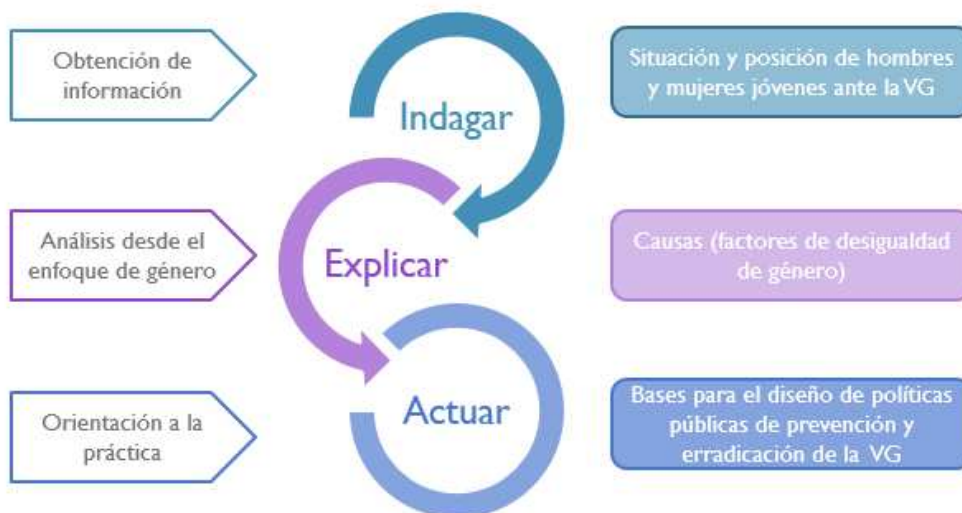 Obtención de
información
Indagar
Situación y posición de hombres
y mujeres jóvenes ante la VG
Análisis desde el
enfoque de género
Explicar
Causas (factores de desigualdad
de género)
Orientación a la
práctica
Actuar
Bases para el diseño de políticas
públicas de prevención y
erradicación de la VG